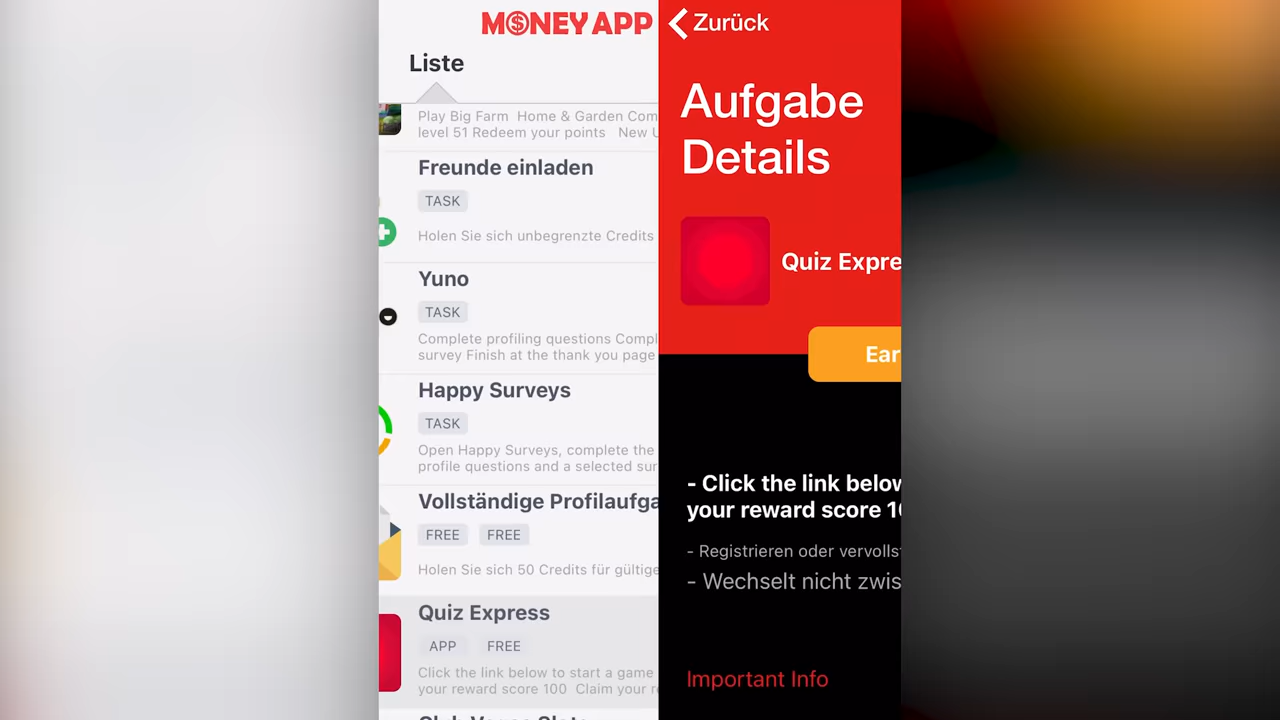 MONEY APP
Liste
Play Big Farm Home & Garden Com
level 51 Redeem your points New U
Freunde einladen
TASK
Holen Sie sich unbegrenzte Credits
Yuno
TASK
Complete profiling questions Compl
survey Finish at the thank you page
Happy Surveys
TASK
Open Happy Surveys, complete the
profile questions and a selected sur
Vollständige Profilaufga
FREE FREE
Holen Sie sich 50 Credits für gültige
Quiz Express
APP FREE
Click the link below to start a game
your reward score 100 Claim your r
Zurück
Aufgabe
Details
Quiz Expre
Ear
- Click the link below
your reward score 10
- Registrieren oder vervollst
- Wechselt nicht zwis
Important Info